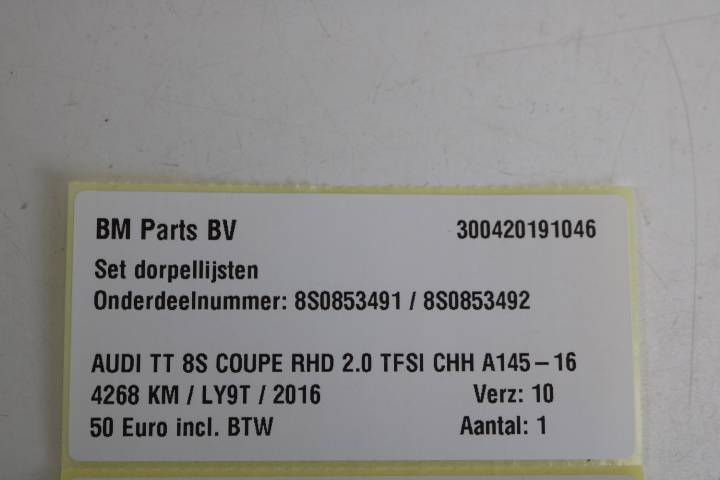 BM Parts BV 300420191046
Set dorpellijsten
Onderdeelnummer: 8S0853491 / 8S0853492
AUDI TT 8S COUPE RHD 2.0 TFSI CHH A145-16
4268 KM / LY9T / 2016 Verz: 10
50 Euro incl. BTW Aantal: 1